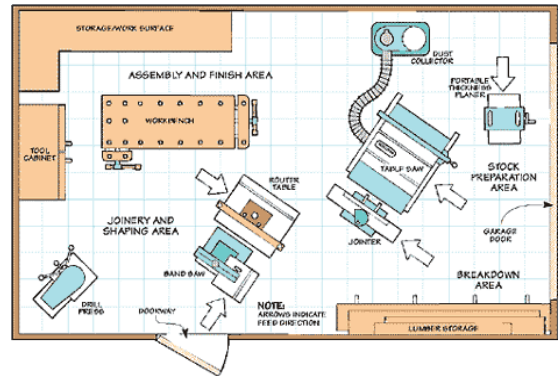 STORAGE/WORK SURFACE
DUST
COLLECTOR
ASSEMBLY AND FINISH AREA
PORTABLE
THICKNESS
PLANER
WORKBENCH
TOOL
CABINET
TABLE SAW
ROUTER
TABLE
STOCK
PREPARATION
AREA
JOINERY AND
SHAPING AREA
JOINTER
GARAGE
DOOR
BAND SAW
BREAKDOWN
AREA
DRILL
PRESS
DOORWAY
NOTE:
ARROWS INDICATE
FEED DIRECTION
LUMBER STORAGE